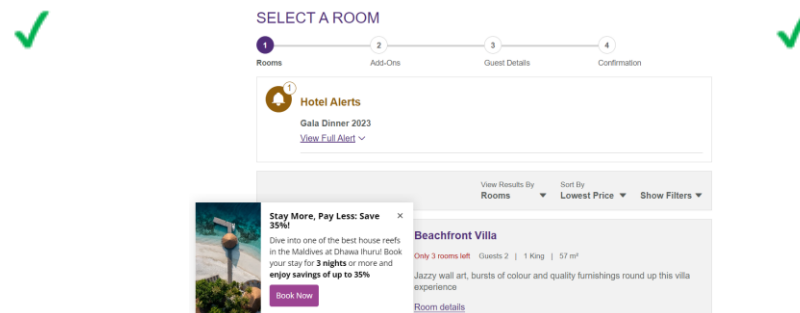 SELECT A ROOM
1 2 3 4
Rooms Add-Ons Guest Details Confirmation
1
Hotel Alerts
Gala Dinner 2023
View Full Alert
View Results By Sort By
Rooms Lowest Price Show Filters
Stay More, Pay Less: Save
35%!
Dive into one of the best house reefs
in the Maldives at Dhawa Ihuru! Book
your stay for 3 nights or more and
enjoy savings of up to 35%
Book Now
Beachfront Villa
Only 3 rooms left Guests 2 | 1 King | 57 m²
Jazzy wall art, bursts of colour and quality furnishings round up this villa
experience
Room details